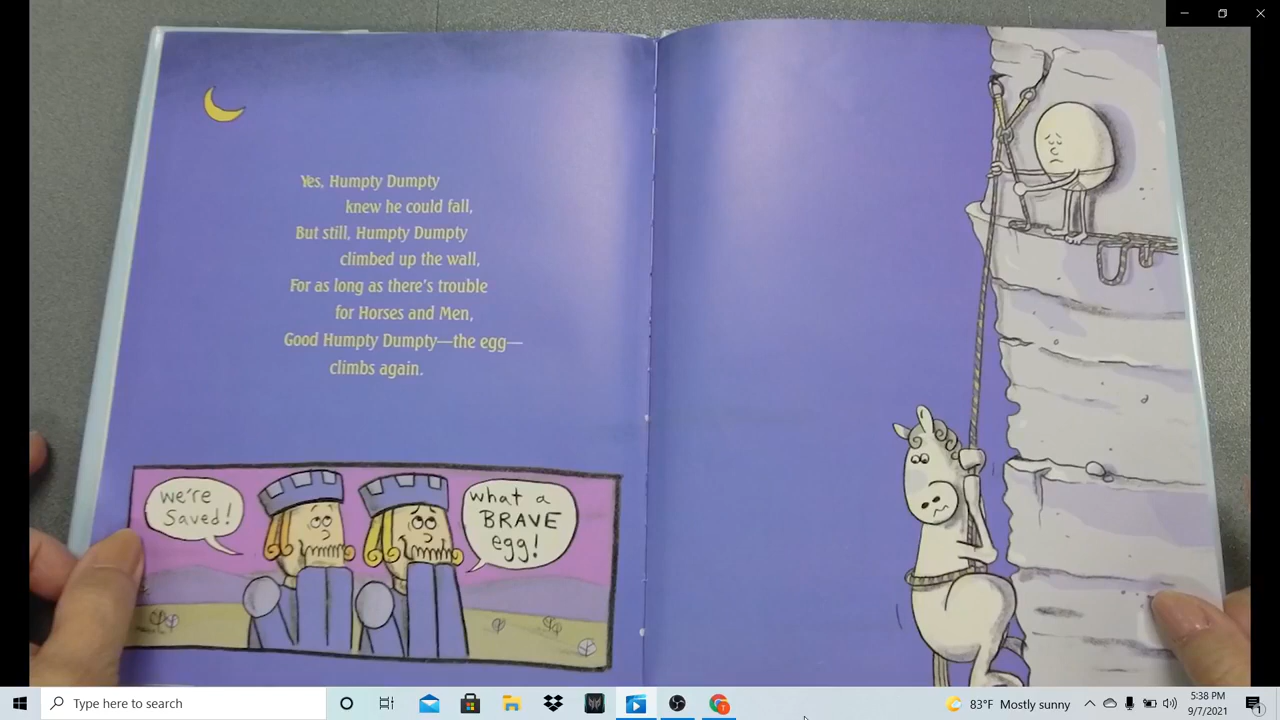 Yes, Humpty Dumpty
knew he could fall,
But still, Humpty Dumpty
climbed up the wall,
For as long as there's trouble
for Horses and Men,
Good Humpty Dumpty—the egg—
climbs again.
we're
Saved!
what a
BRAVE
egg!
Type here to search
83°F Mostly sunny
5:38 PM
9/7/2021
1